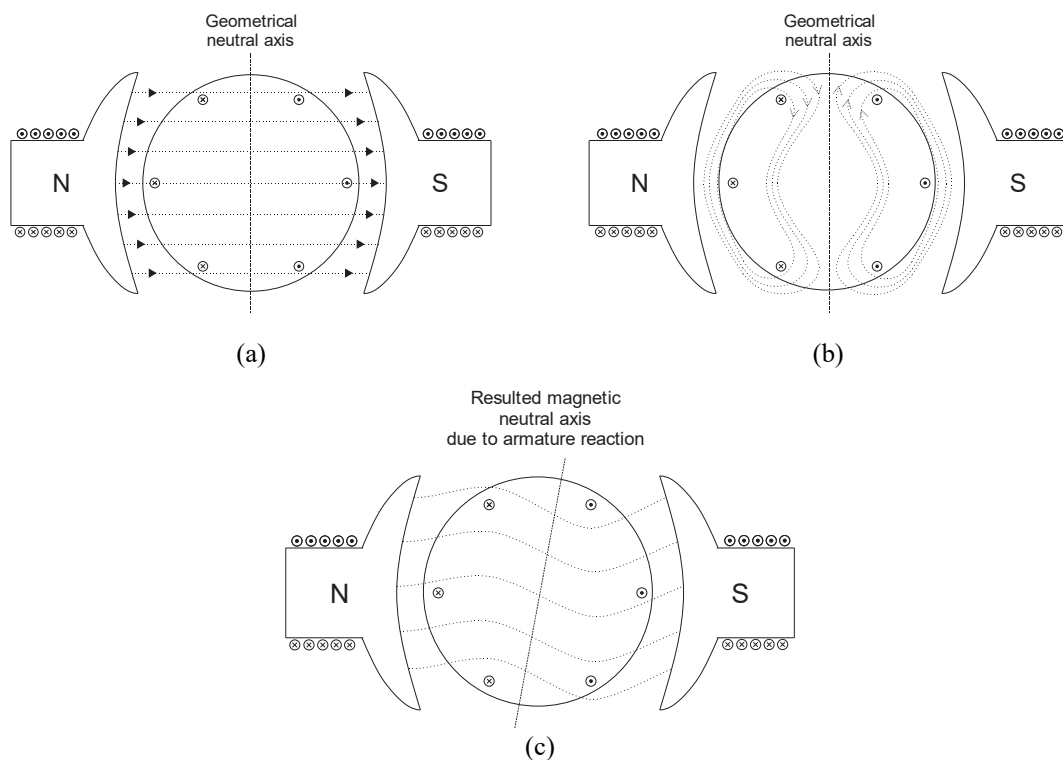 Geometrical
neutral axis
N
S
(a)
Geometrical
neutral axis
N
S
(b)
Resulted magnetic
neutral axis
due to armature reaction
N
S
(c)